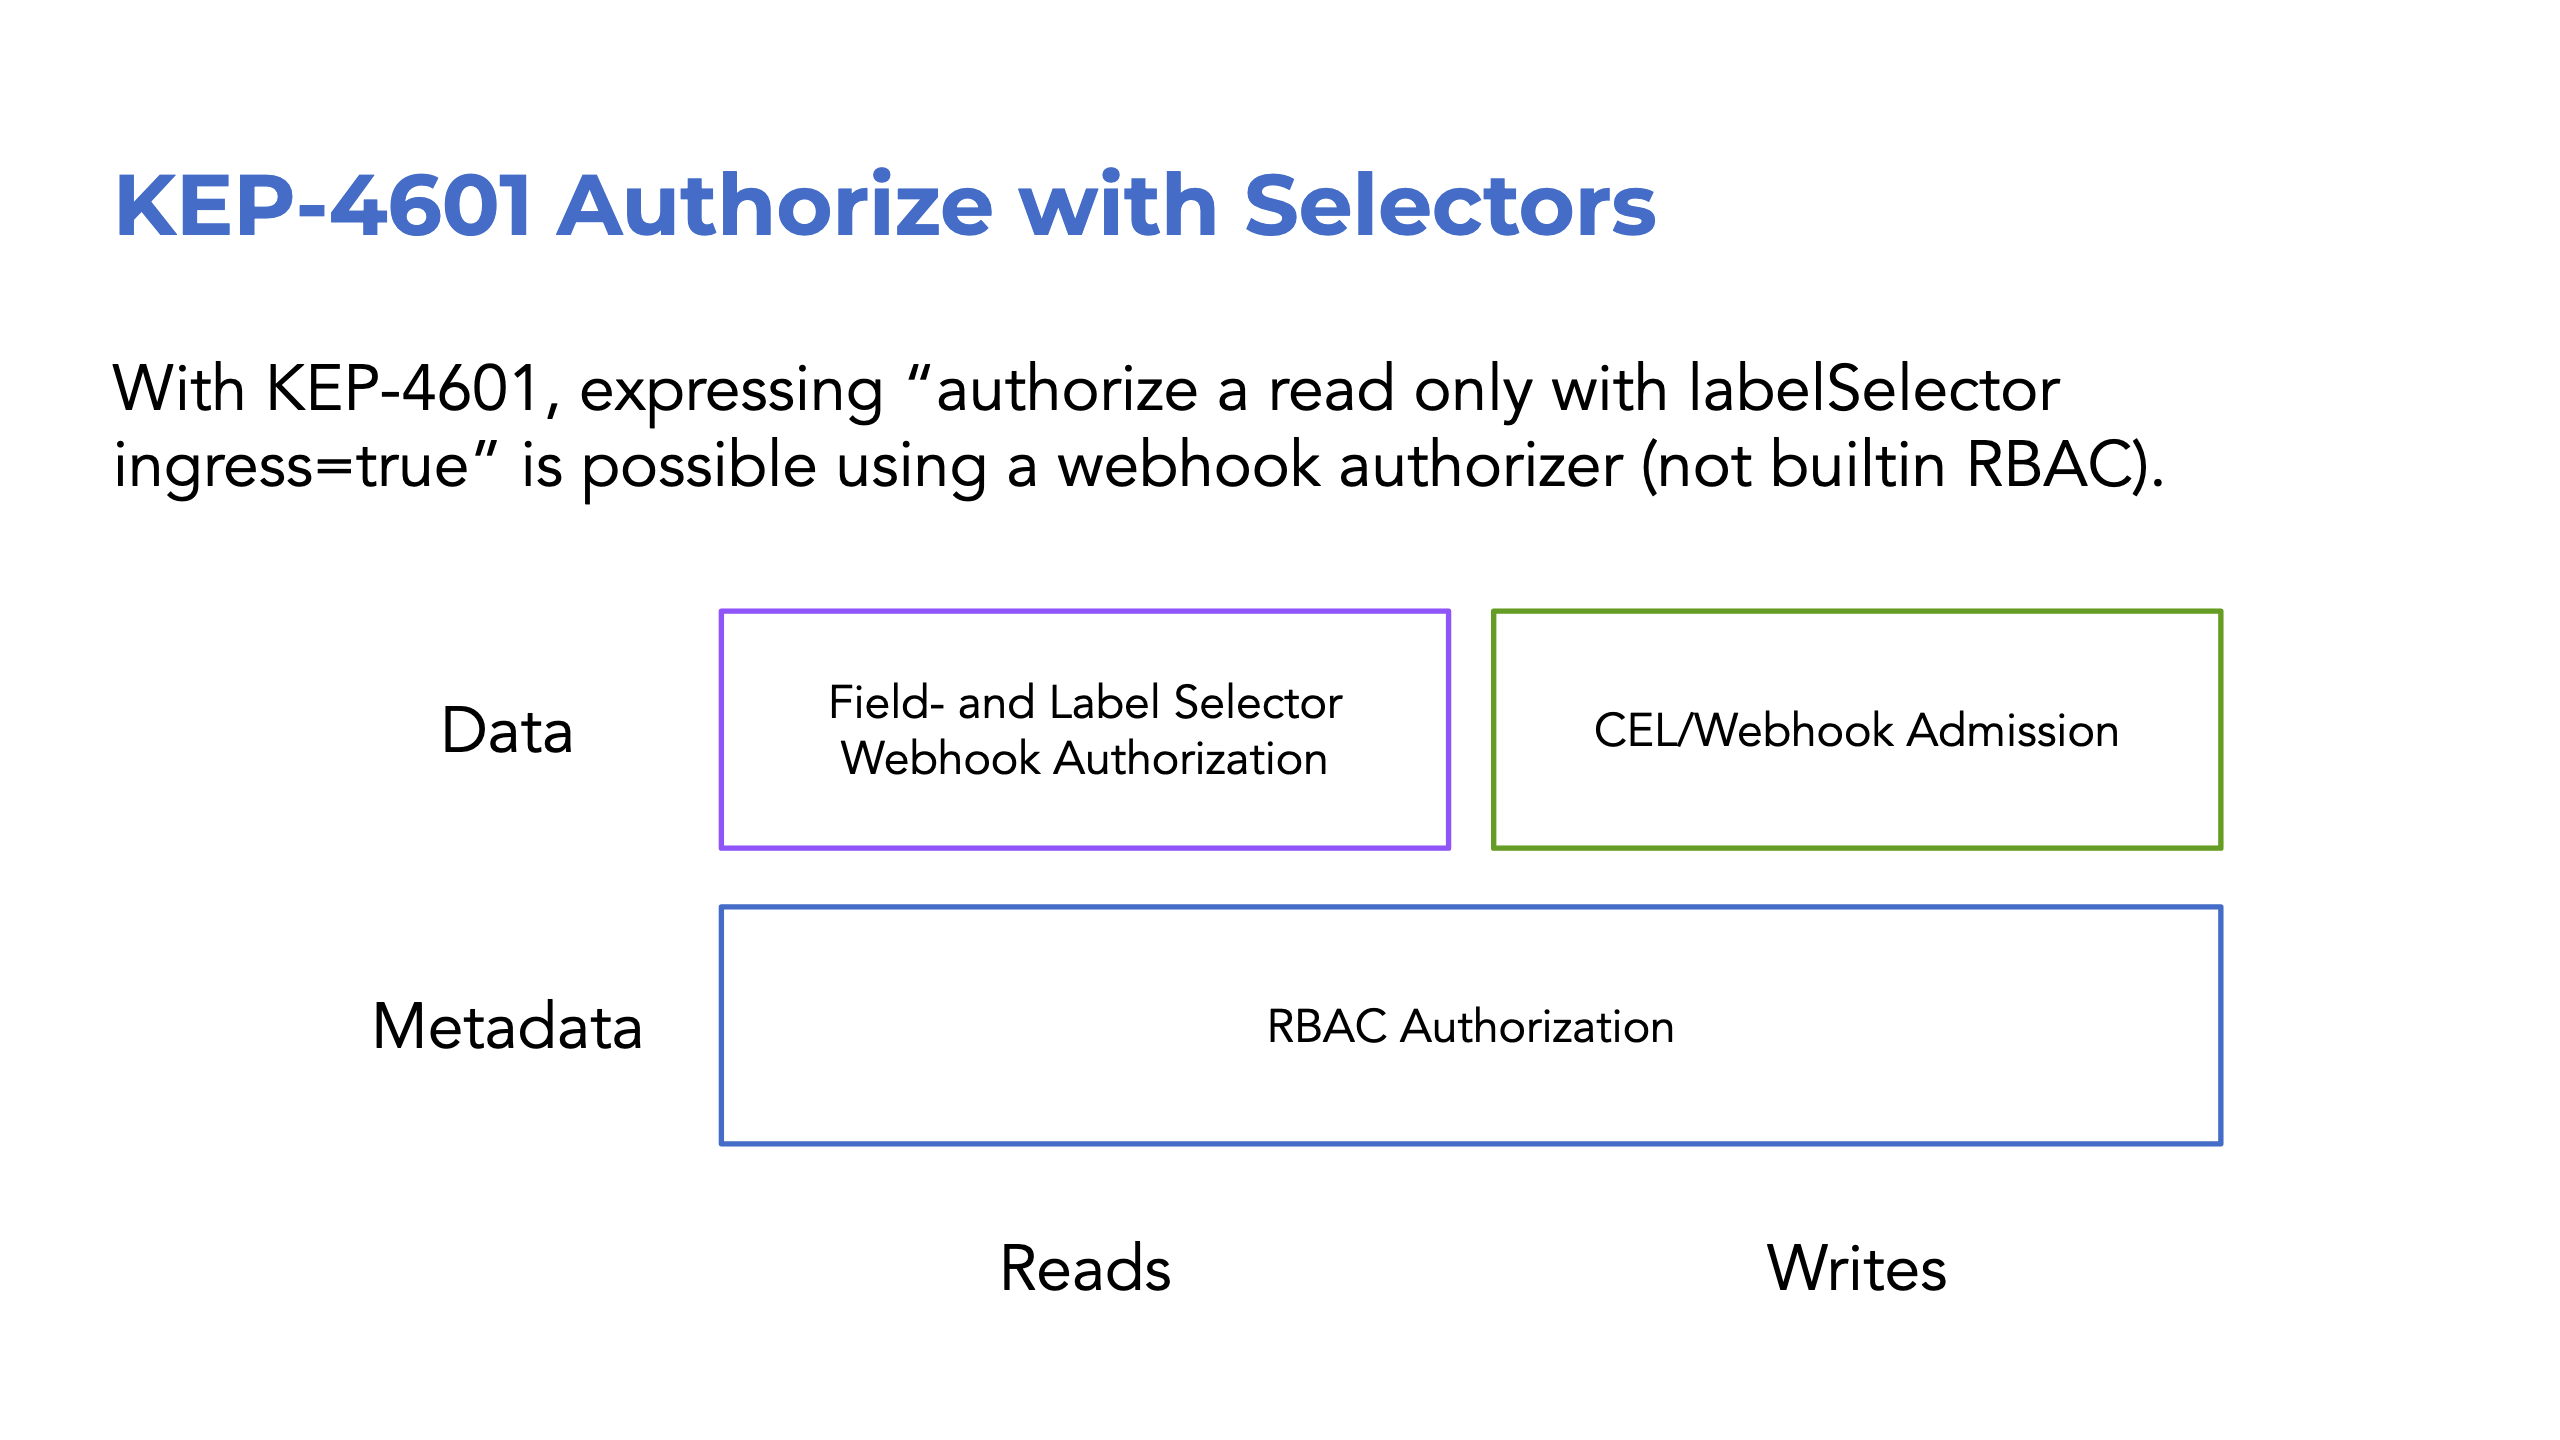 KEP-4601 Authorize with Selectors
With KEP-4601, expressing “authorize a read only with labelSelector
ingress=true” is possible using a webhook authorizer (not builtin RBAC).
Data
Field- and Label Selector
Webhook Authorization
CEL/Webhook Admission
Metadata
RBAC Authorization
Reads
Writes